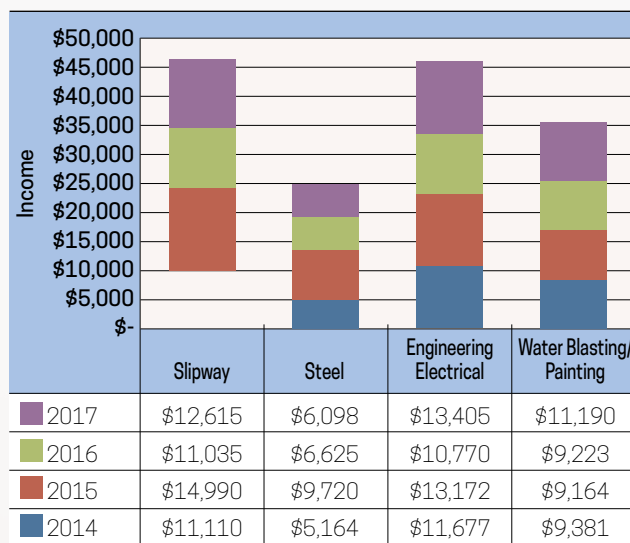 $50,000
$45,000
$40,000
$35,000
$30,000
$25,000
$20,000
$15,000
$10,000
$5,000
$-
Income
Slipway Steel Engineering Electrical Water Blasting/ Painting
2017 $12,615 $6,098 $13,405 $11,190
2016 $11,035 $6,625 $10,770 $9,223
2015 $14,990 $9,720 $13,172 $9,164
2014 $11,110 $5,164 $11,677 $9,381